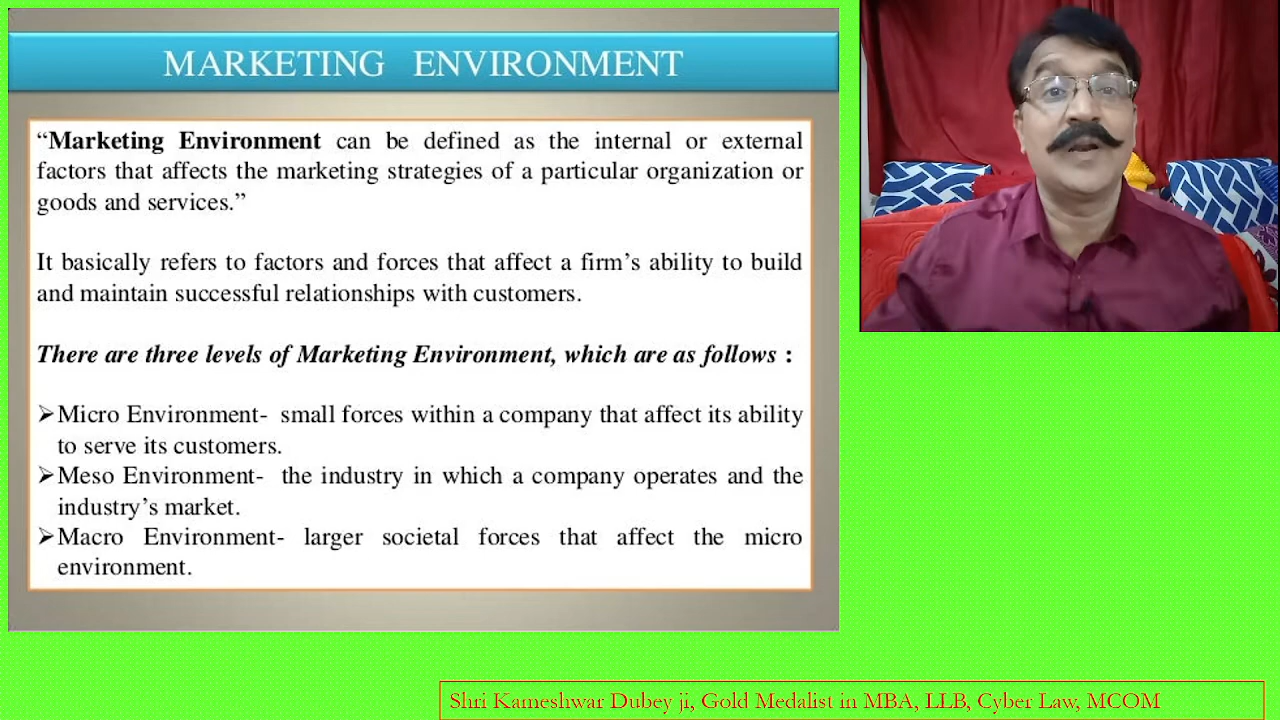 MARKETING ENVIRONMENT
“Marketing Environment can be defined as the internal or external
factors that affects the marketing strategies of a particular organization or
goods and services.”
It basically refers to factors and forces that affect a firm’s ability to build
and maintain successful relationships with customers.
There are three levels of Marketing Environment, which are as follows :
➢Micro Environment- small forces within a company that affect its ability
to serve its customers.
➢Meso Environment- the industry in which a company operates and the
industry’s market.
➢Macro Environment- larger societal forces that affect the micro
environment.
Shri Kameshwar Dubey ji, Gold Medalist in MBA, LLB, Cyber Law, MCOM